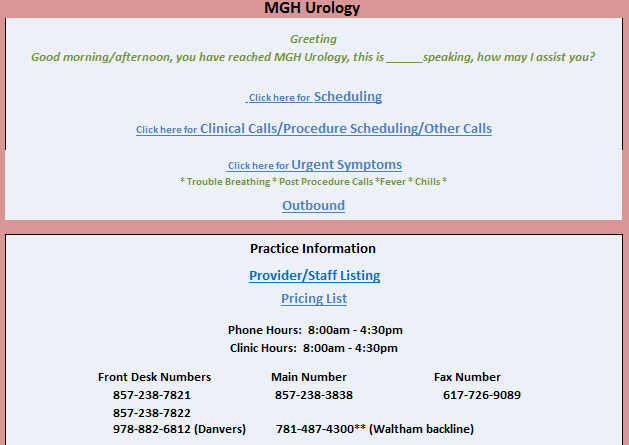 MGH Urology
Greeting
Good morning/afternoon, you have reached MGH Urology, this is ______speaking, how may I assist you?
Click here for Scheduling
Click here for Clinical Calls/Procedure Scheduling/Other Calls
Click here for Urgent Symptoms
* Trouble Breathing * Post Procedure Calls *Fever * Chills *
Outbound
Practice Information
Provider/Staff Listing
Pricing List
Phone Hours: 8:00am - 4:30pm
Clinic Hours: 8:00am - 4:30pm
Front Desk Numbers Main Number Fax Number
857-238-7821 857-238-3838 617-726-9089
857-238-7822
978-882-6812 (Danvers) 781-487-4300** (Waltham backline)